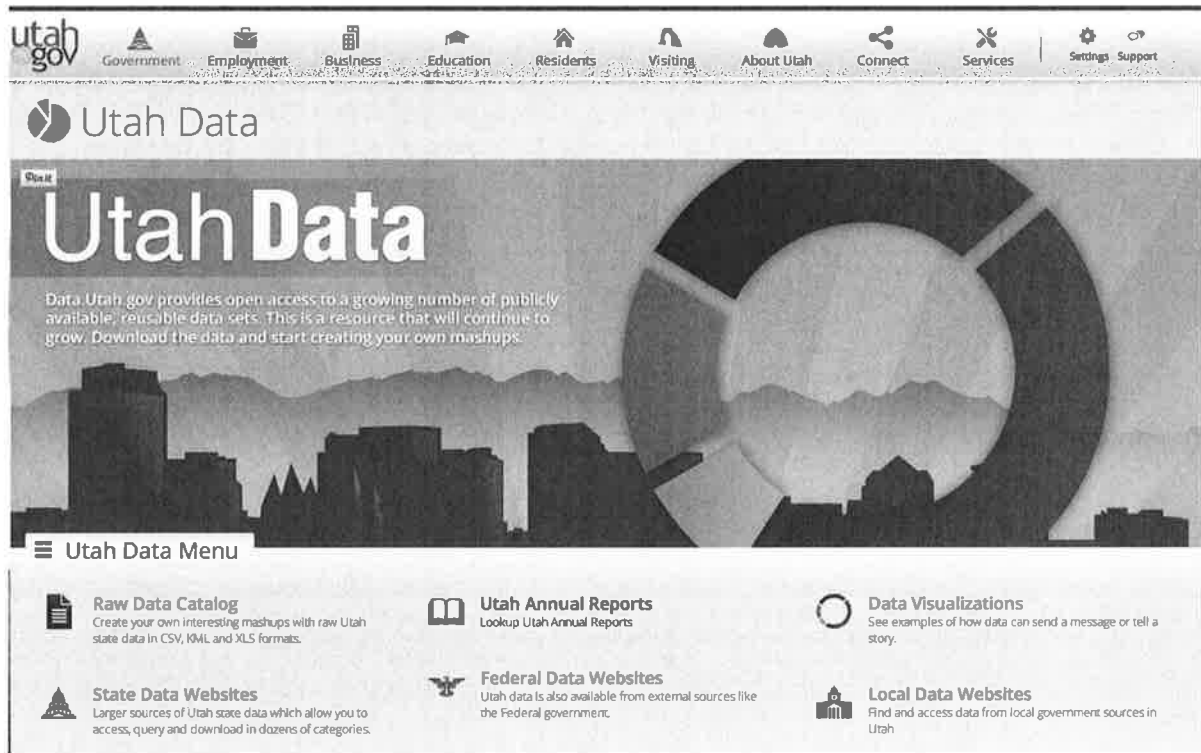 utah
gov
Government Employment Business Education Residents Visiting About Utah Connect Services Settings Support
Utah Data
Pin it
Utah Data
Data.Utah.gov provides open access to a growing number of publicly
available, reusable data sets. This is a resource that will continue to
grow. Download the data and start creating your own mashups.
Utah Data Menu
Raw Data Catalog
Create your own interesting mashups with raw Utah
state data in CSV, KML and XLS formats.
Utah Annual Reports
Lookup Utah Annual Reports
Data Visualizations
See examples of how data can send a message or tell a
story.
State Data Websites
Larger sources of Utah state data which allow you to
access, query and download in dozens of categories.
Federal Data Websites
Utah data is also available from external sources like
the Federal government.
Local Data Websites
Find and access data from local government sources in
Utah